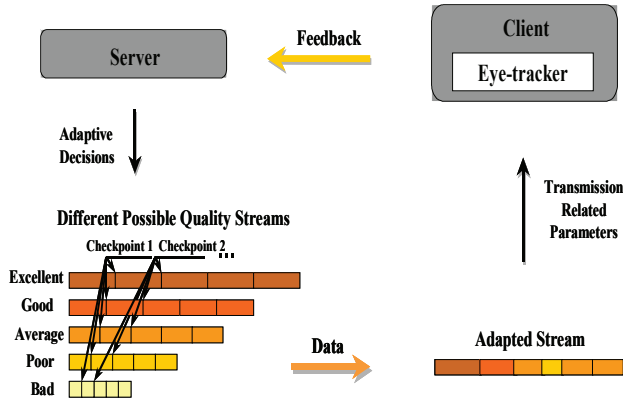 Server
Feedback
Client
Eye-tracker
Adaptive
Decisions
Transmission
Related
Parameters
Different Possible Quality Streams
Checkpoint 1
Checkpoint 2
...
Excellent
Good
Average
Poor
Bad
Data
Adapted Stream